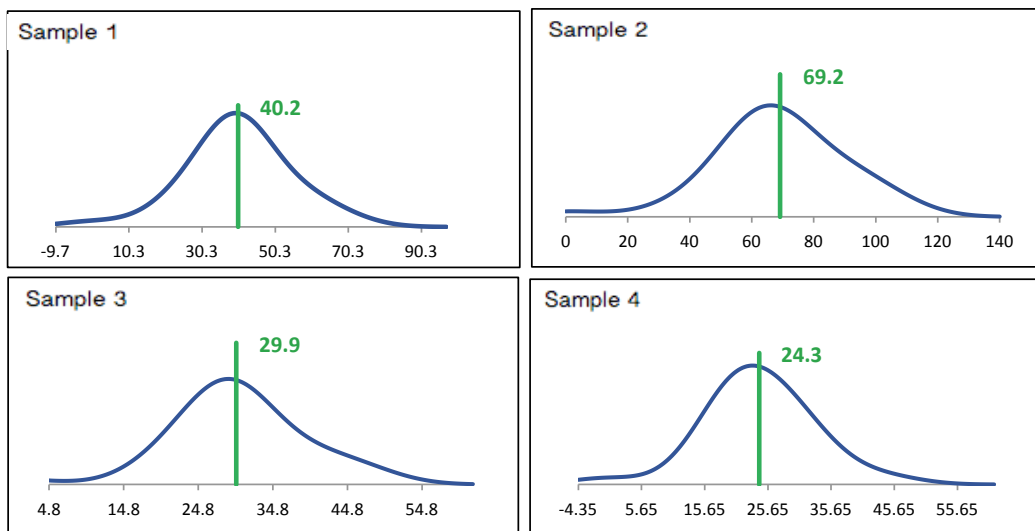 Sample 1
40.2
-9.7 10.3 30.3 50.3 70.3 90.3
Sample 2
69.2
0 20 40 60 80 100 120 140
Sample 3
29.9
4.8 14.8 24.8 34.8 44.8 54.8
Sample 4
24.3
-4.35 5.65 15.65 25.65 35.65 45.65 55.65